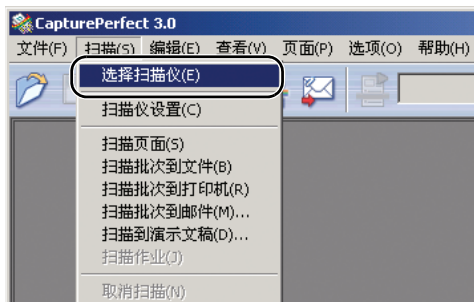 CapturePerfect 3.0
文件(F) 扫描(S) 编辑(E) 查看(V) 页面(P) 选项(O) 帮助(H)
选择扫描仪(E)
扫描仪设置(C)
扫描页面(S)
扫描批次到文件(B)
扫描批次到打印机(R)
扫描批次到邮件(M)...
扫描到演示文稿(D)...
扫描作业(J)
取消扫描(N)